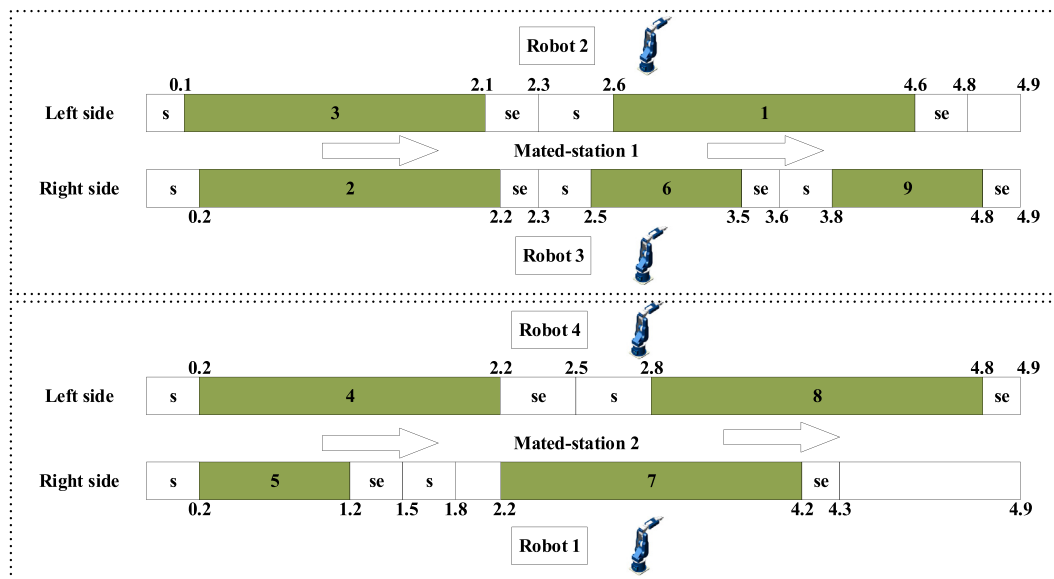 Robot 2
0.1 2.1 2.3 2.6 4.6 4.8 4.9
Left side s 3 se s 1 se
Mated-station 1
Right side s 2 se s 6 se s 9 se
0.2 2.2 2.3 2.5 3.5 3.6 3.8 4.8 4.9
Robot 3
Robot 4
0.2 2.2 2.5 2.8 4.8 4.9
Left side s 4 se s 8 se
Mated-station 2
Right side s 5 se s 7 se
0.2 1.2 1.5 1.8 2.2 4.2 4.3 4.9
Robot 1